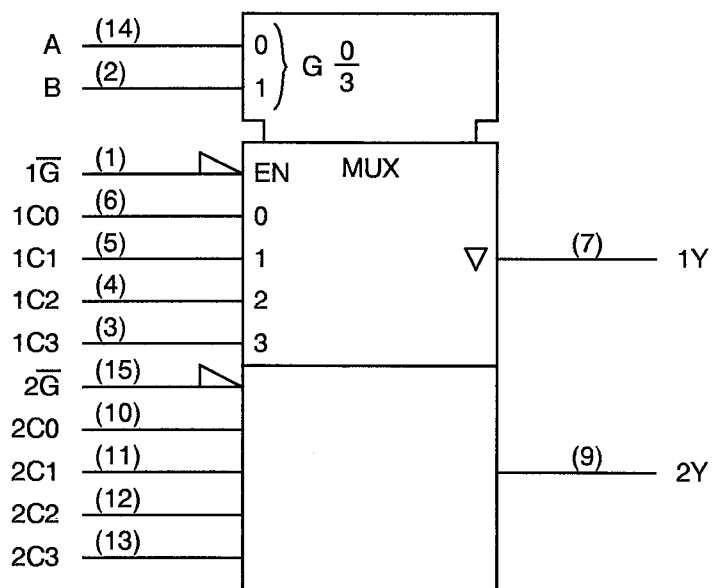 A (14) 0 G 0/3
B (2) 1
1G̅ (1) EN MUX
1C0 (6) 0
1C1 (5) 1 ▽ (7) 1Y
1C2 (4) 2
1C3 (3) 3
2G̅ (15)
2C0 (10)
2C1 (11) (9) 2Y
2C2 (12)
2C3 (13)